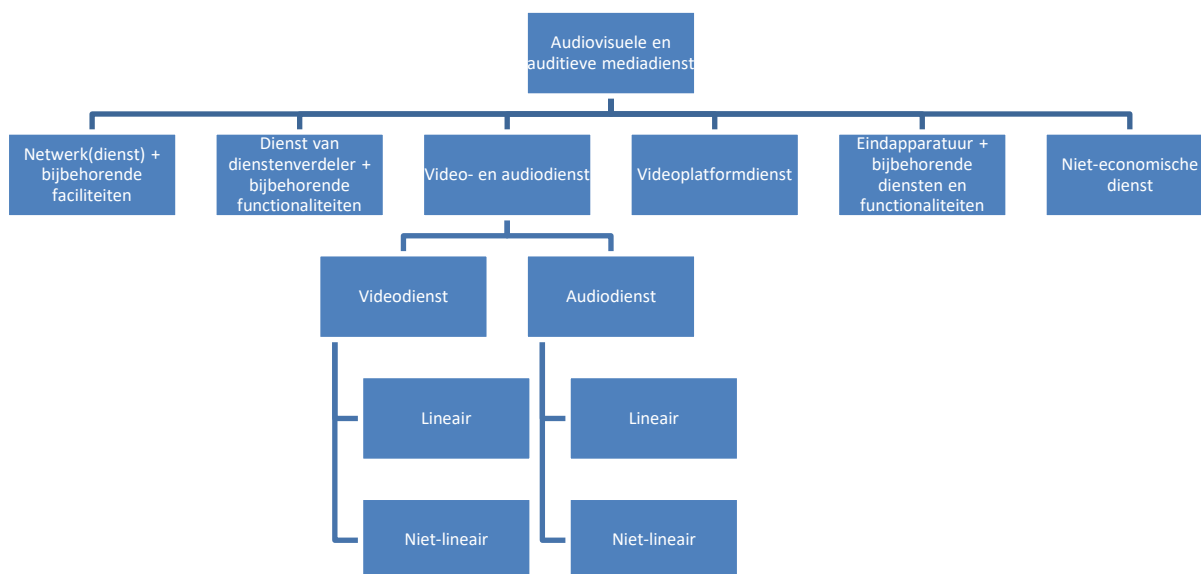 Audiovisuele en
auditieve mediadienst
Netwerk(dienst) +
bijbehorende
faciliteiten
Dienst van
dienstenverdeler +
bijbehorende
functionaliteiten
Video- en audiodienst
Videoplatformdienst
Eindapparatuur +
bijbehorende
diensten en
functionaliteiten
Niet-economische
dienst
Videodienst
Audiodienst
Lineair
Lineair
Niet-lineair
Niet-lineair